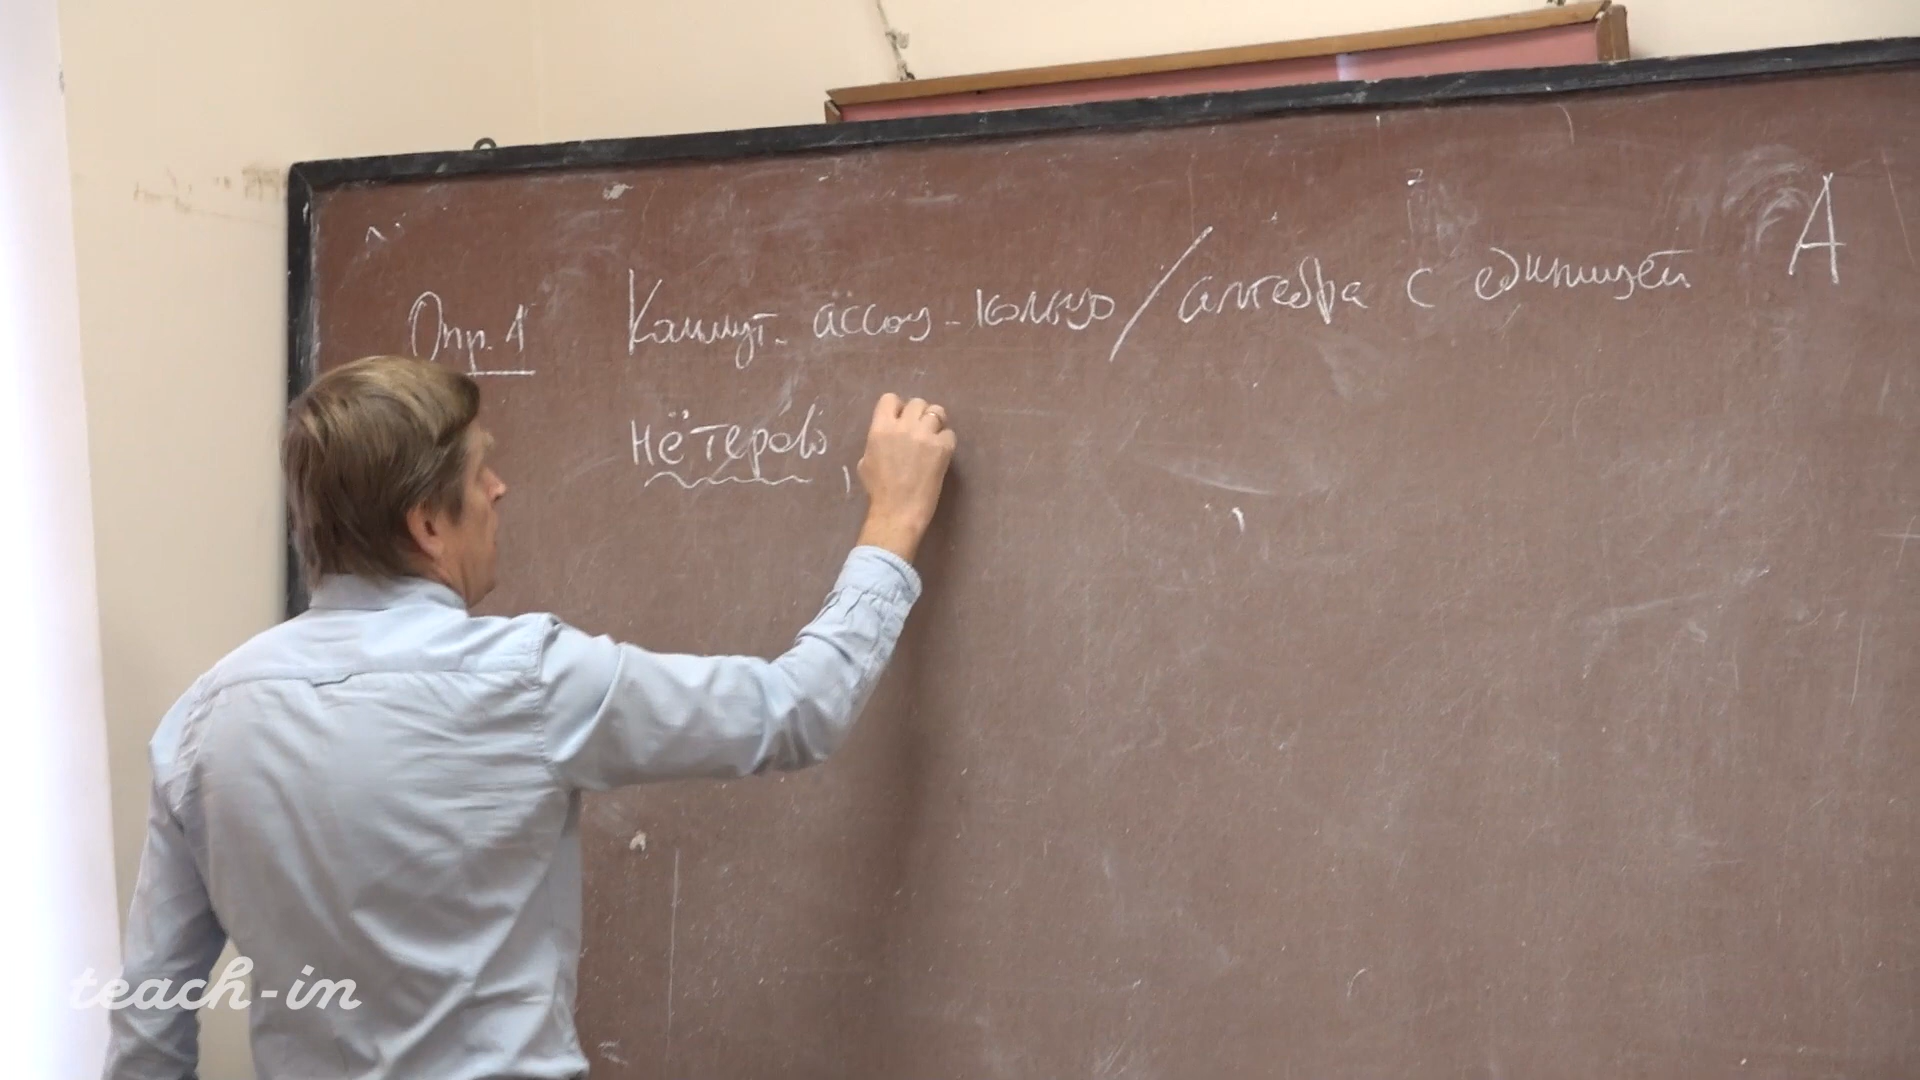 Опр. 1 Коммут. ассоц. кольцо / алгебра с единицей A
нётерово,
teach-in